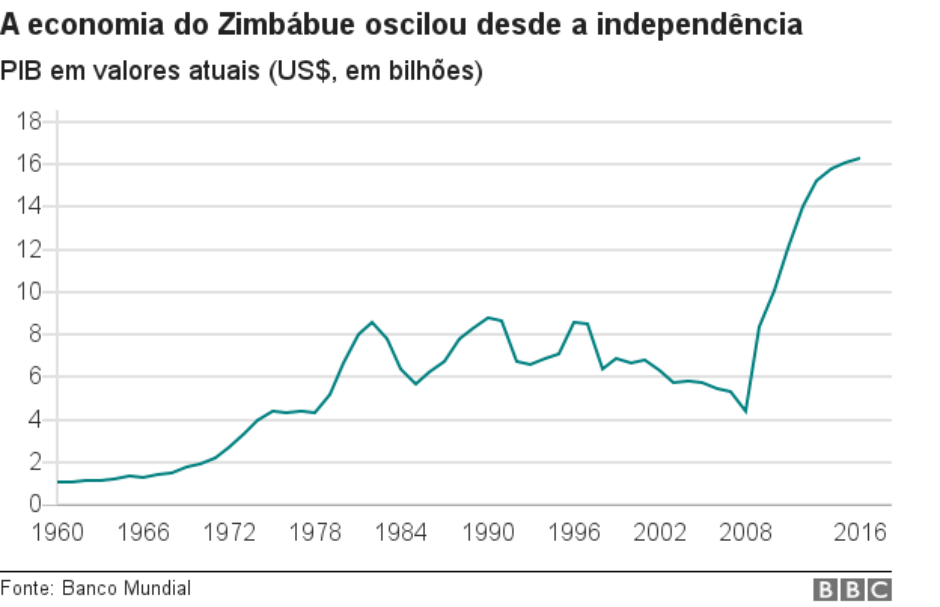 A economia do Zimbábue oscilou desde a independência
PIB em valores atuais (US$, em bilhões)
18
16
14
12
10
8
6
4
2
0
1960 1966 1972 1978 1984 1990 1996 2002 2008 2016
Fonte: Banco Mundial
BBC